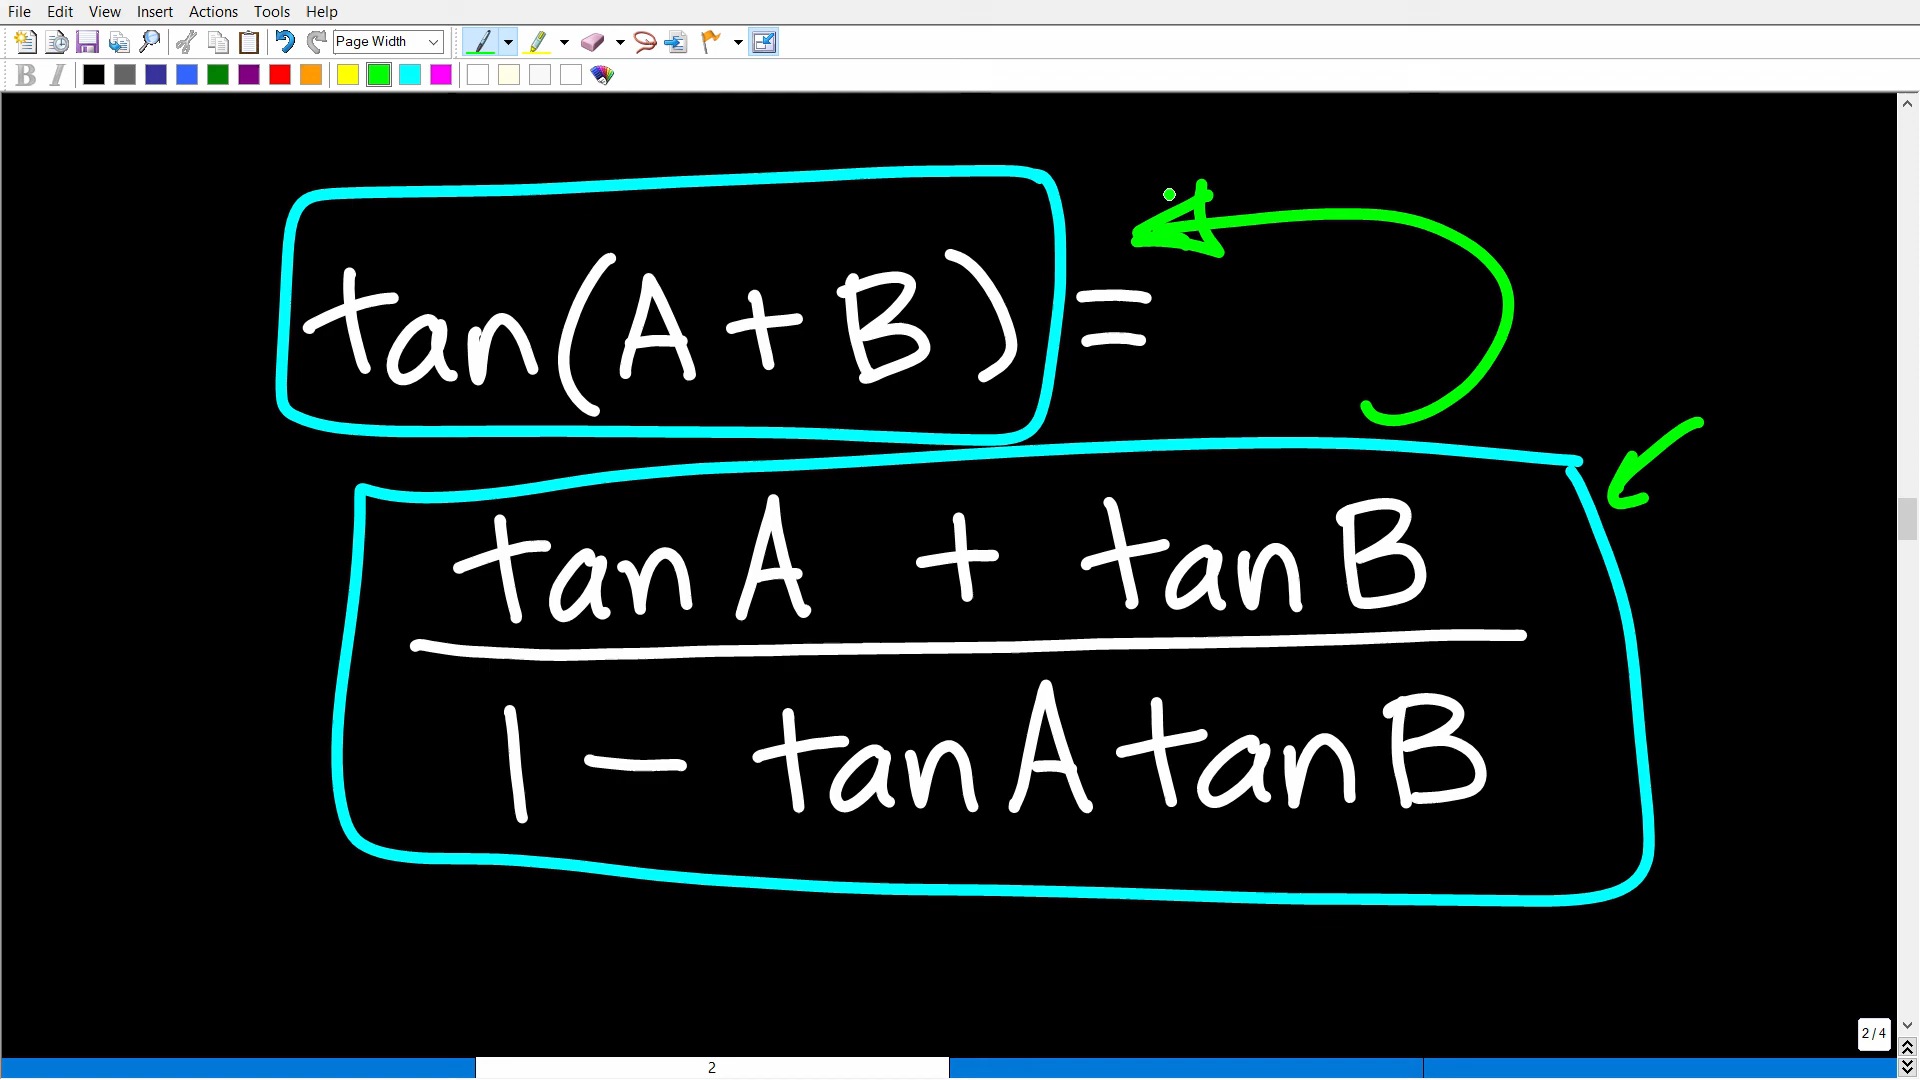 File Edit View Insert Actions Tools Help
Page Width
B I
tan(A+B) =
tan A + tan B
1 − tan A tan B
2 / 4
2